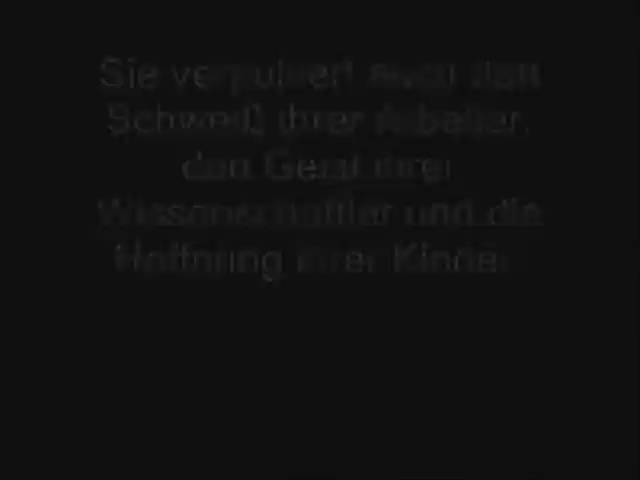 Sie verpulvert auch den
Schweiß ihrer Arbeiter,
den Geist ihrer
Wissenschaftler und die
Hoffnung ihrer Kinder.